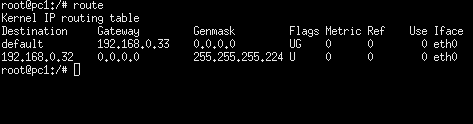 root@pc1:/# route
Kernel IP routing table
Destination     Gateway         Genmask         Flags Metric Ref    Use Iface
default         192.168.0.33    0.0.0.0         UG    0      0        0 eth0
192.168.0.32    0.0.0.0         255.255.255.224 U     0      0        0 eth0
root@pc1:/#